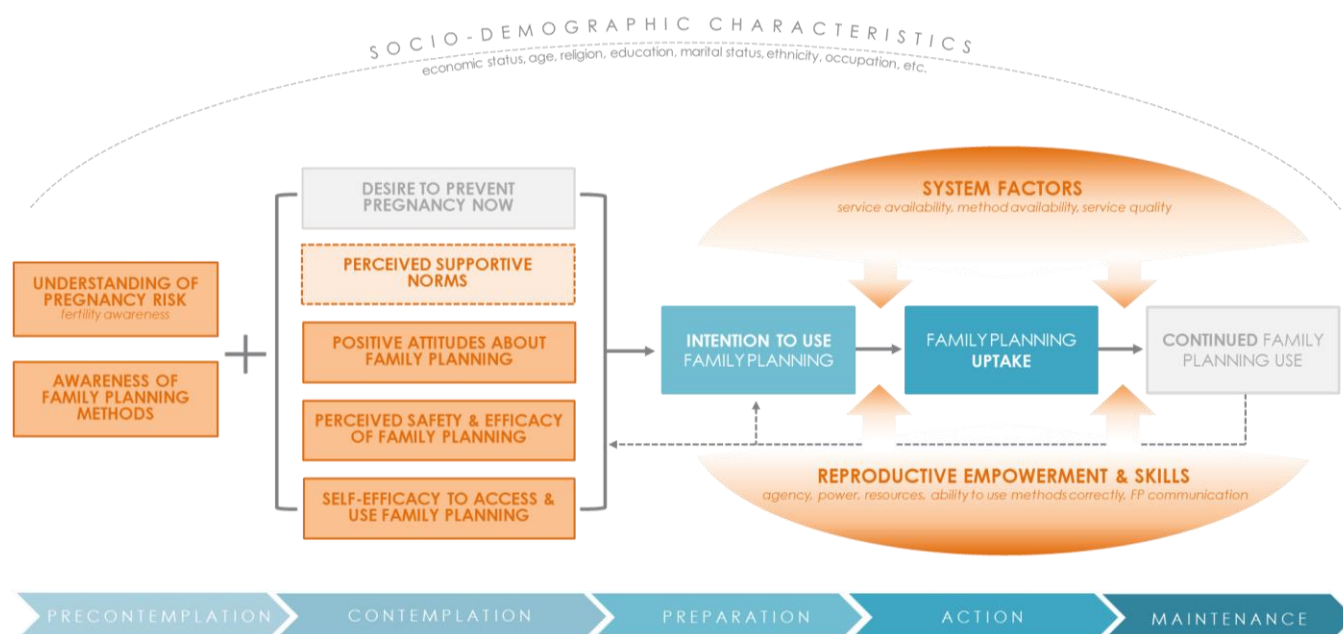 SOCIO-DEMOGRAPHIC CHARACTERISTICS
economic status, age, religion, education, marital status, ethnicity, occupation, etc.
UNDERSTANDING OF
PREGNANCY RISK
fertility awareness
AWARENESS OF
FAMILY PLANNING
METHODS
DESIRE TO PREVENT
PREGNANCY NOW
PERCEIVED SUPPORTIVE
NORMS
POSITIVE ATTITUDES ABOUT
FAMILY PLANNING
PERCEIVED SAFETY & EFFICACY
OF FAMILY PLANNING
SELF-EFFICACY TO ACCESS &
USE FAMILY PLANNING
SYSTEM FACTORS
service availability, method availability, service quality
INTENTION TO USE
FAMILY PLANNING
FAMILY PLANNING
UPTAKE
CONTINUED FAMILY
PLANNING USE
REPRODUCTIVE EMPOWERMENT & SKILLS
agency, power, resources, ability to use methods correctly, FP communication
PRECONTEMPLATION
CONTEMPLATION
PREPARATION
ACTION
MAINTENANCE